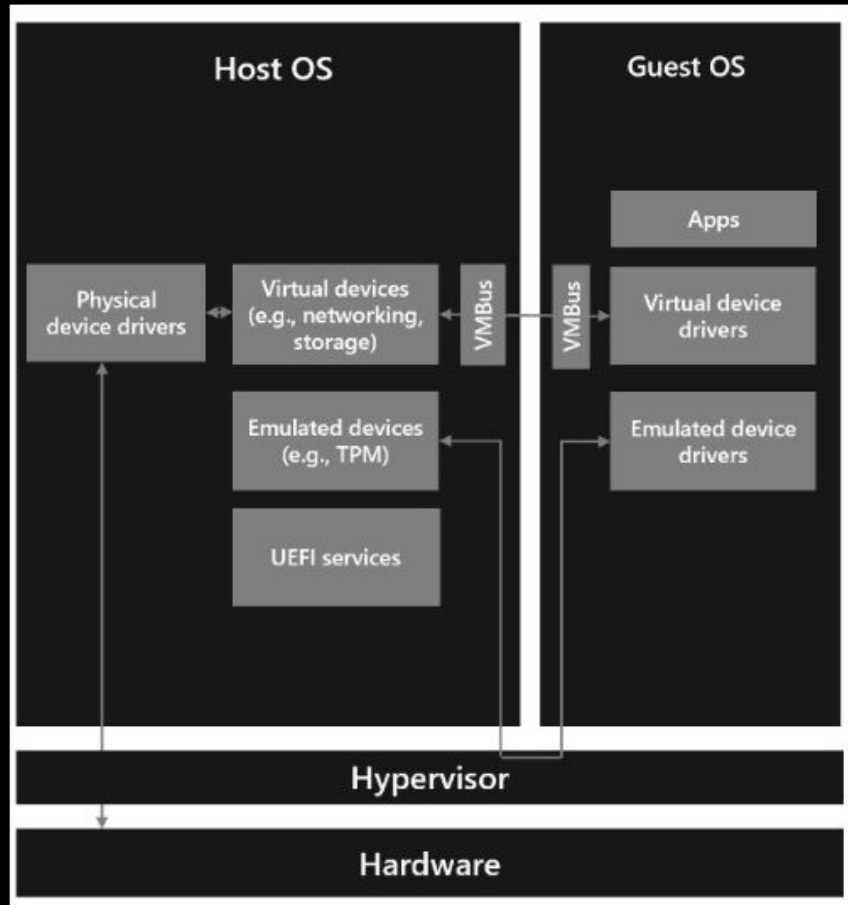 Host OS
Guest OS
Apps
Physical
device drivers
Virtual devices
(e.g., networking,
storage)
VMBus
VMBus
Virtual device
drivers
Emulated devices
(e.g., TPM)
Emulated device
drivers
UEFI services
Hypervisor
Hardware